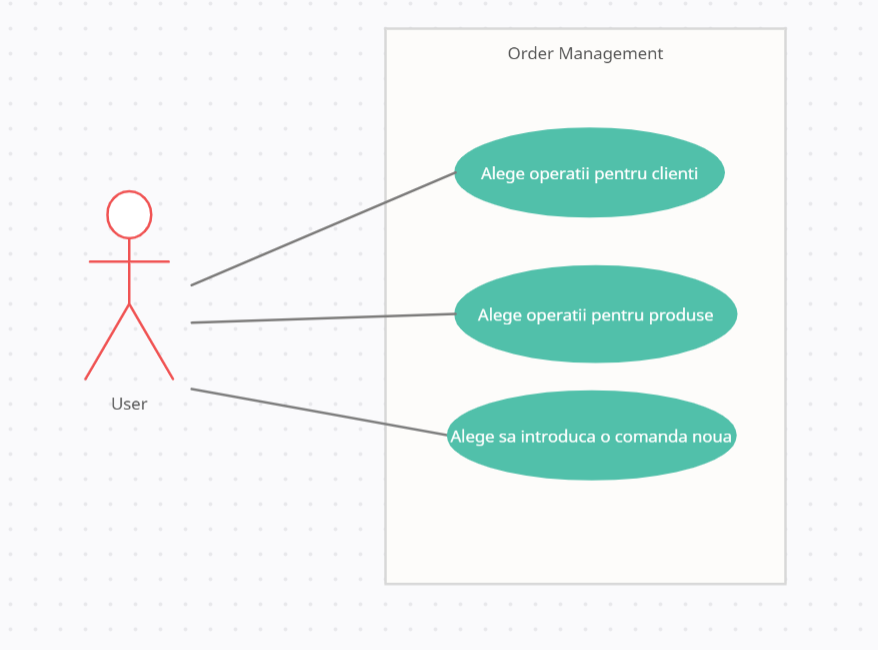 Order Management
Alege operatii pentru clienti
Alege operatii pentru produse
User
Alege sa introduca o comanda noua